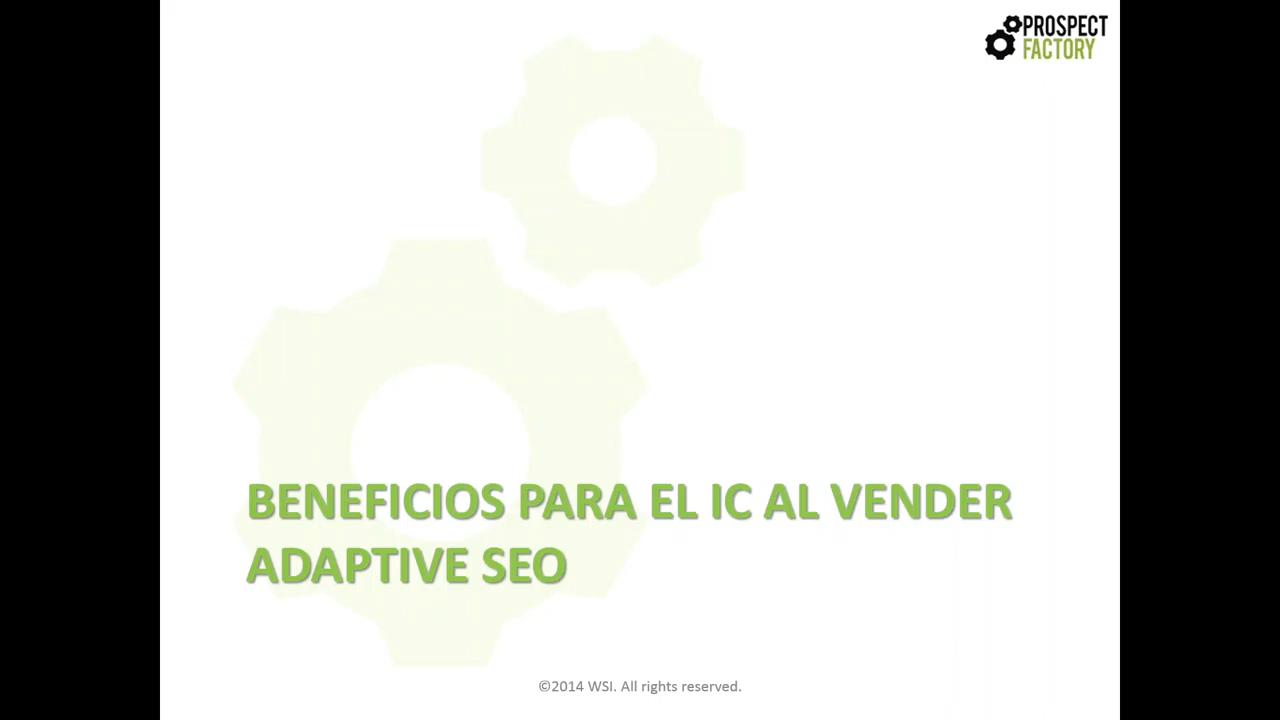 PROSPECT
FACTORY
BENEFICIOS PARA EL IC AL VENDER
ADAPTIVE SEO
©2014 WSI. All rights reserved.